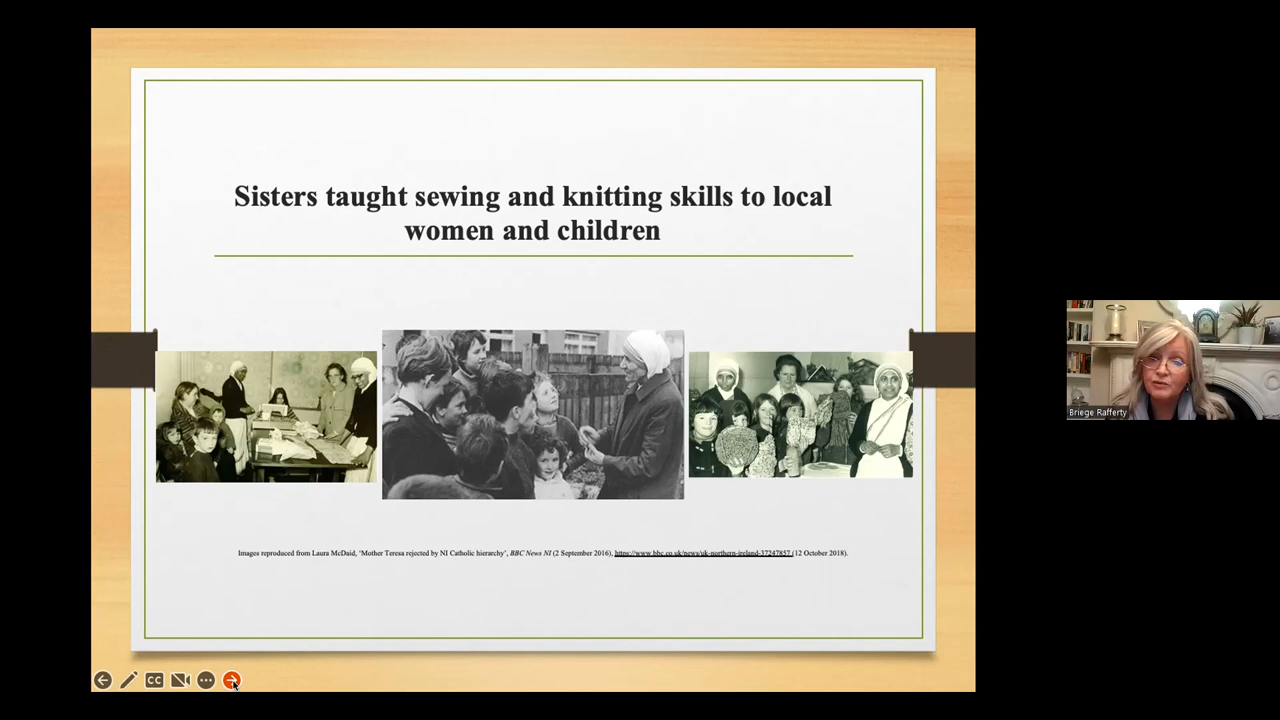 Sisters taught sewing and knitting skills to local
women and children
Images reproduced from Laura McDaid, ‘Mother Teresa rejected by NI Catholic hierarchy’, BBC News NI (2 September 2016), https://www.bbc.co.uk/news/uk-northern-ireland-37247857 (12 October 2018).
Briege Rafferty
CC